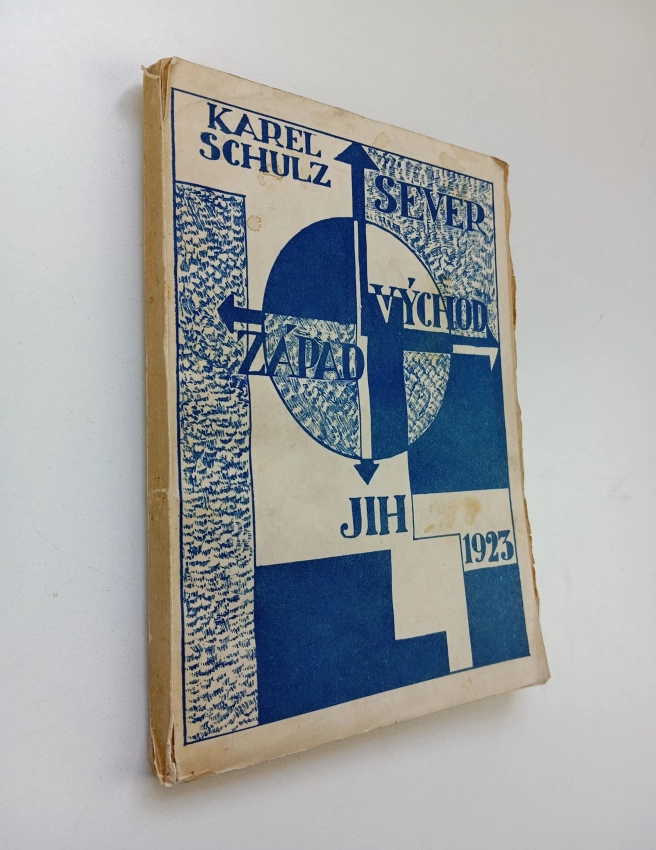 KAREL
SCHULZ
SEVER
VÝCHOD
ZÁPAD
JIH
1923